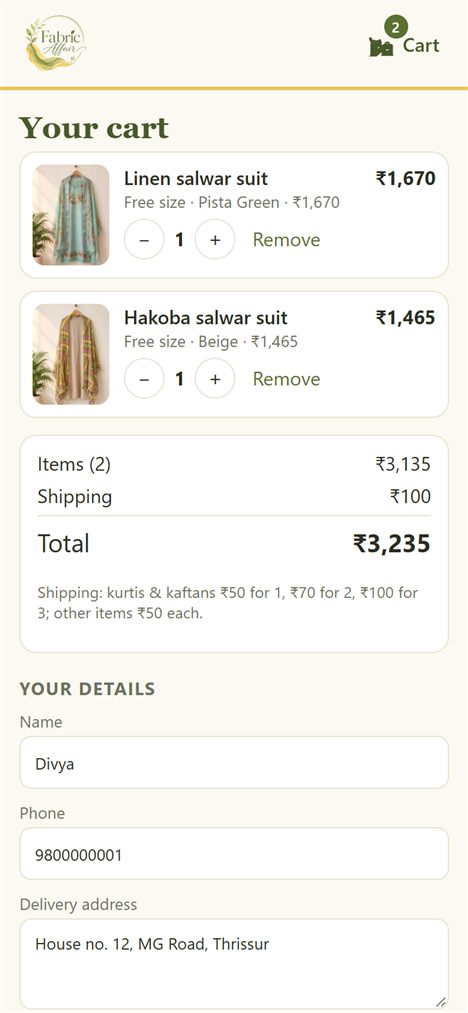 Fabric
Affair
2
Cart
Your cart
Linen salwar suit ₹1,670
Free size · Pista Green · ₹1,670
− 1 + Remove
Hakoba salwar suit ₹1,465
Free size · Beige · ₹1,465
− 1 + Remove
Items (2) ₹3,135
Shipping ₹100
Total ₹3,235
Shipping: kurtis & kaftans ₹50 for 1, ₹70 for 2, ₹100 for
3; other items ₹50 each.
YOUR DETAILS
Name
Divya
Phone
9800000001
Delivery address
House no. 12, MG Road, Thrissur